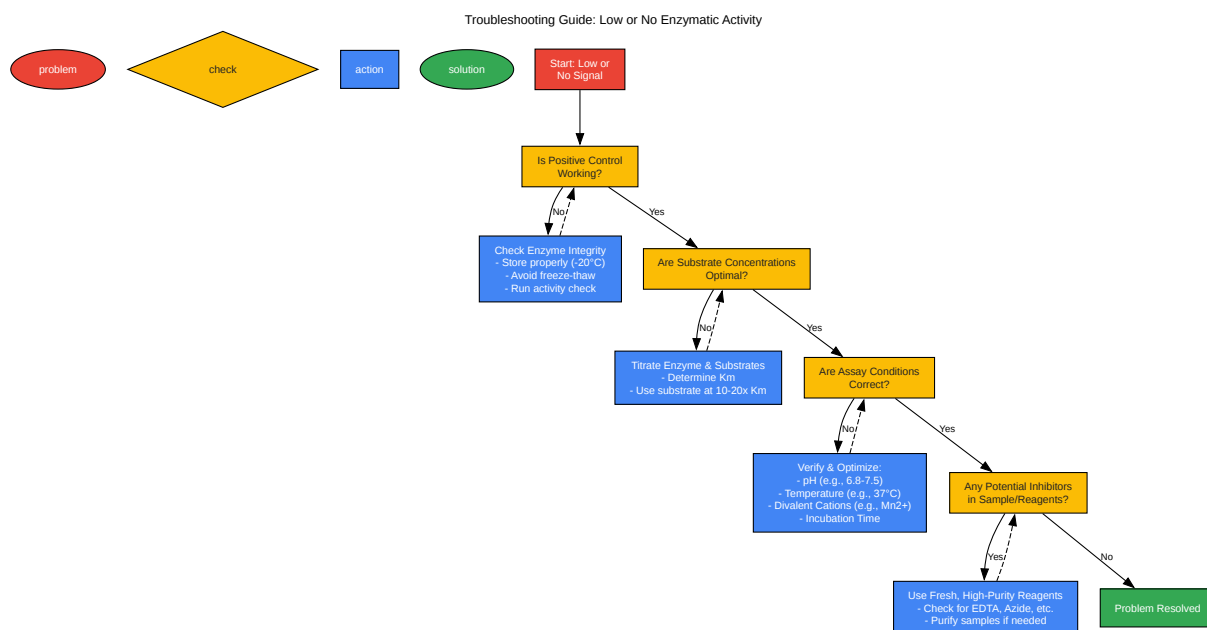 Troubleshooting Guide: Low or No Enzymatic Activity
problem
check
action
solution
Start: Low or
No Signal
Is Positive Control
Working?
No
Yes
Check Enzyme Integrity
- Store properly (-20°C)
- Avoid freeze-thaw
- Run activity check
Are Substrate Concentrations
Optimal?
No
Yes
Titrate Enzyme & Substrates
- Determine Km
- Use substrate at 10-20x Km
Are Assay Conditions
Correct?
No
Yes
Verify & Optimize:
- pH (e.g., 6.8-7.5)
- Temperature (e.g., 37°C)
- Divalent Cations (e.g., Mn2+)
- Incubation Time
Any Potential Inhibitors
in Sample/Reagents?
Yes
No
Use Fresh, High-Purity Reagents
- Check for EDTA, Azide, etc.
- Purify samples if needed
Problem Resolved